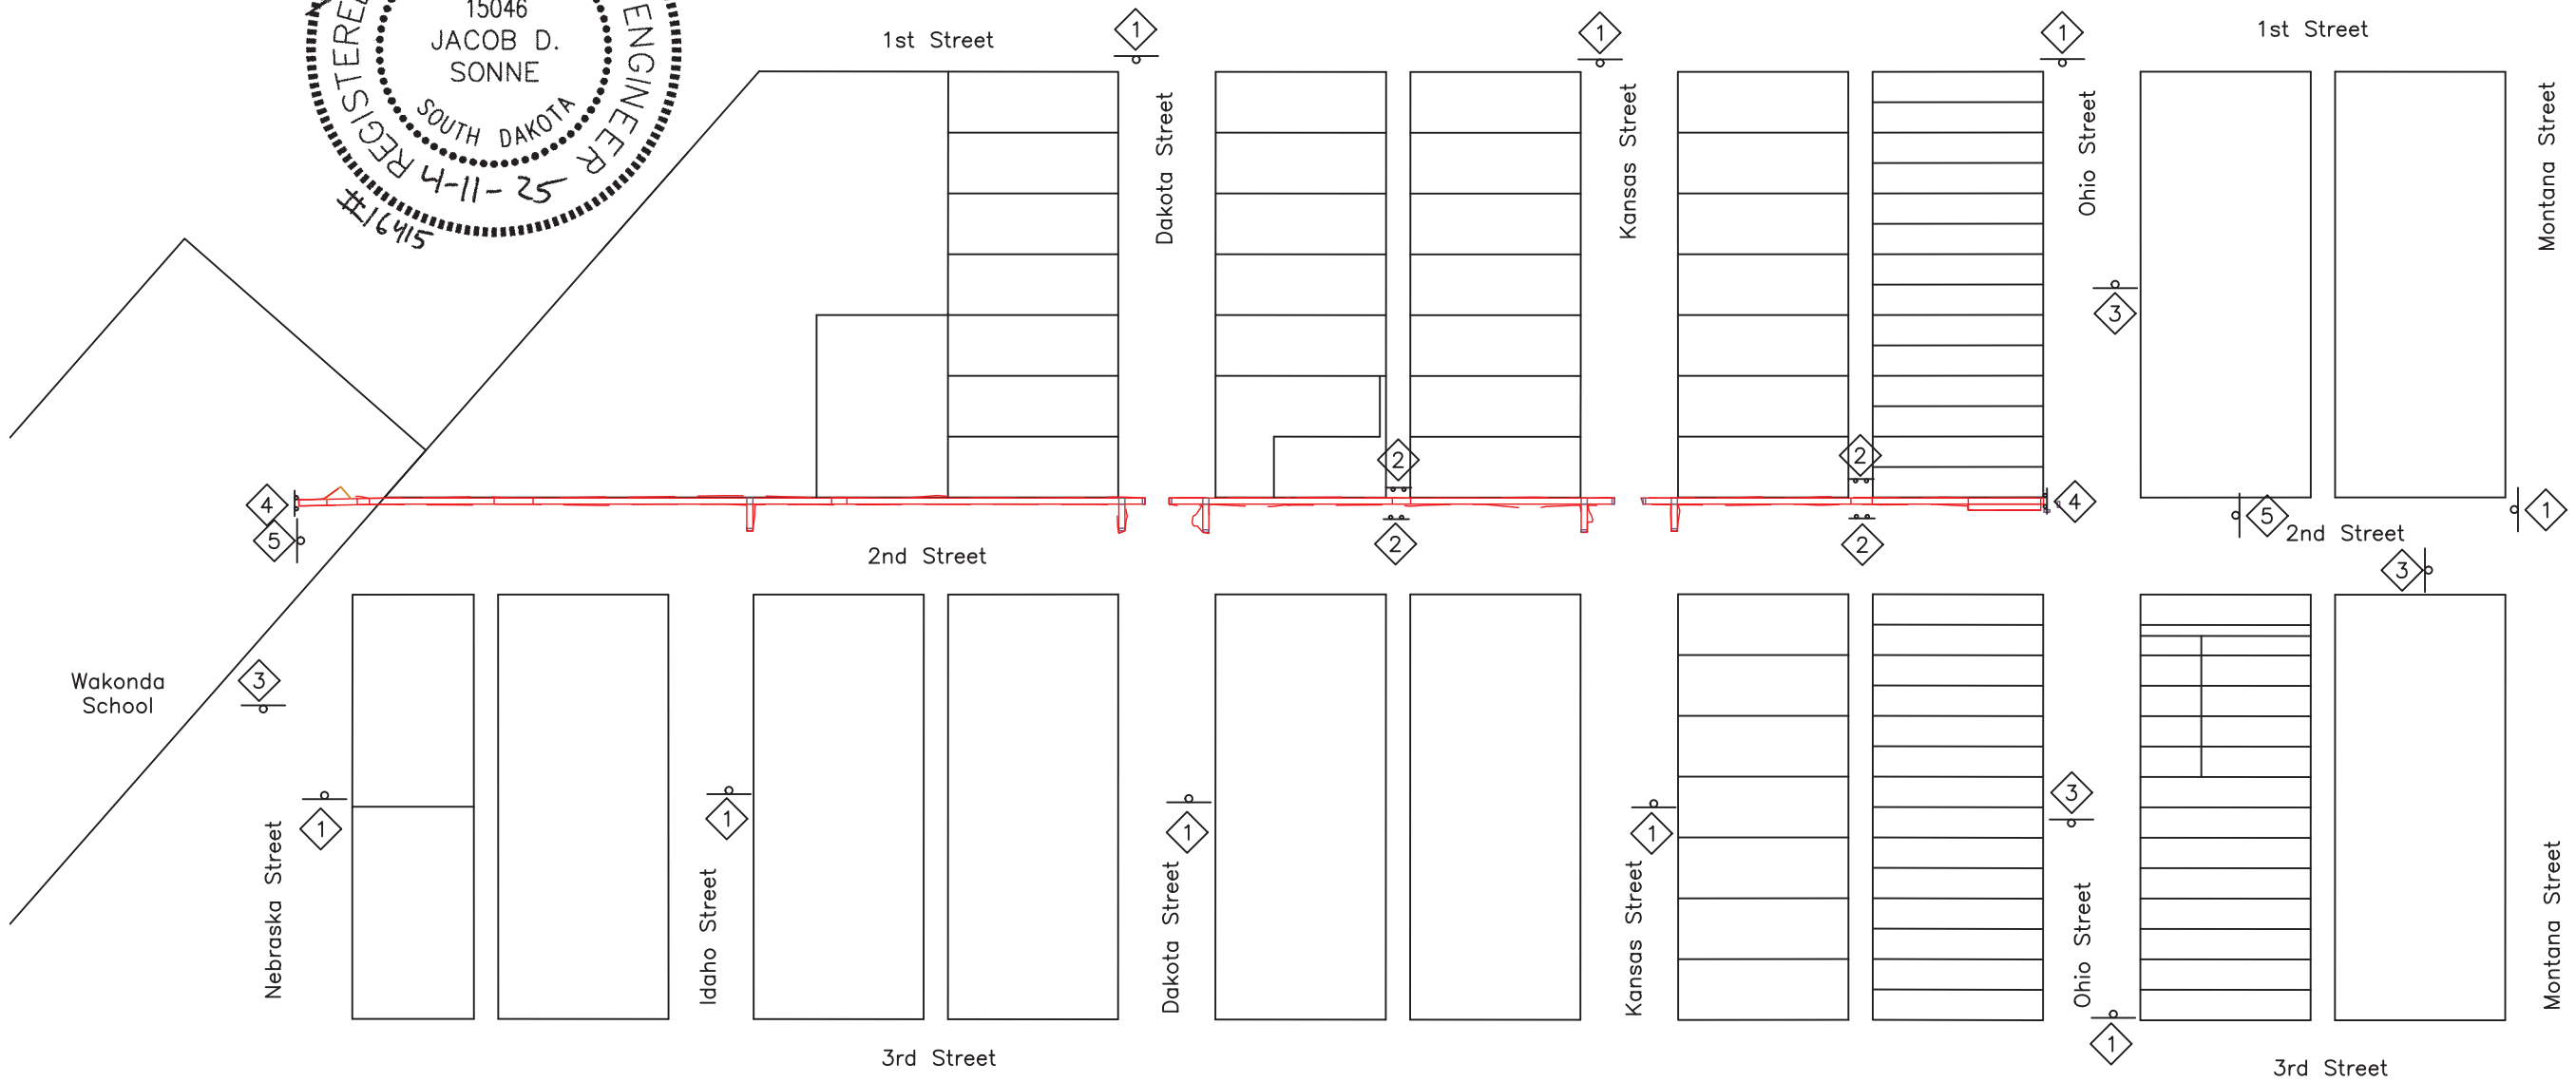 15046
JACOB D.
SONNE
SOUTH DAKOTA
REGISTERED
ENGINEER
4-11-25
1st Street
1
1
1
1st Street
Dakota Street
Kansas Street
Ohio Street
Montana Street
3
2
2
4
5
2
2
4
5
1
2nd Street
2nd Street
3
Wakonda
School
3
1
1
1
1
3
Nebraska Street
Idaho Street
Dakota Street
Kansas Street
Ohio Street
Montana Street
1
3rd Street
3rd Street